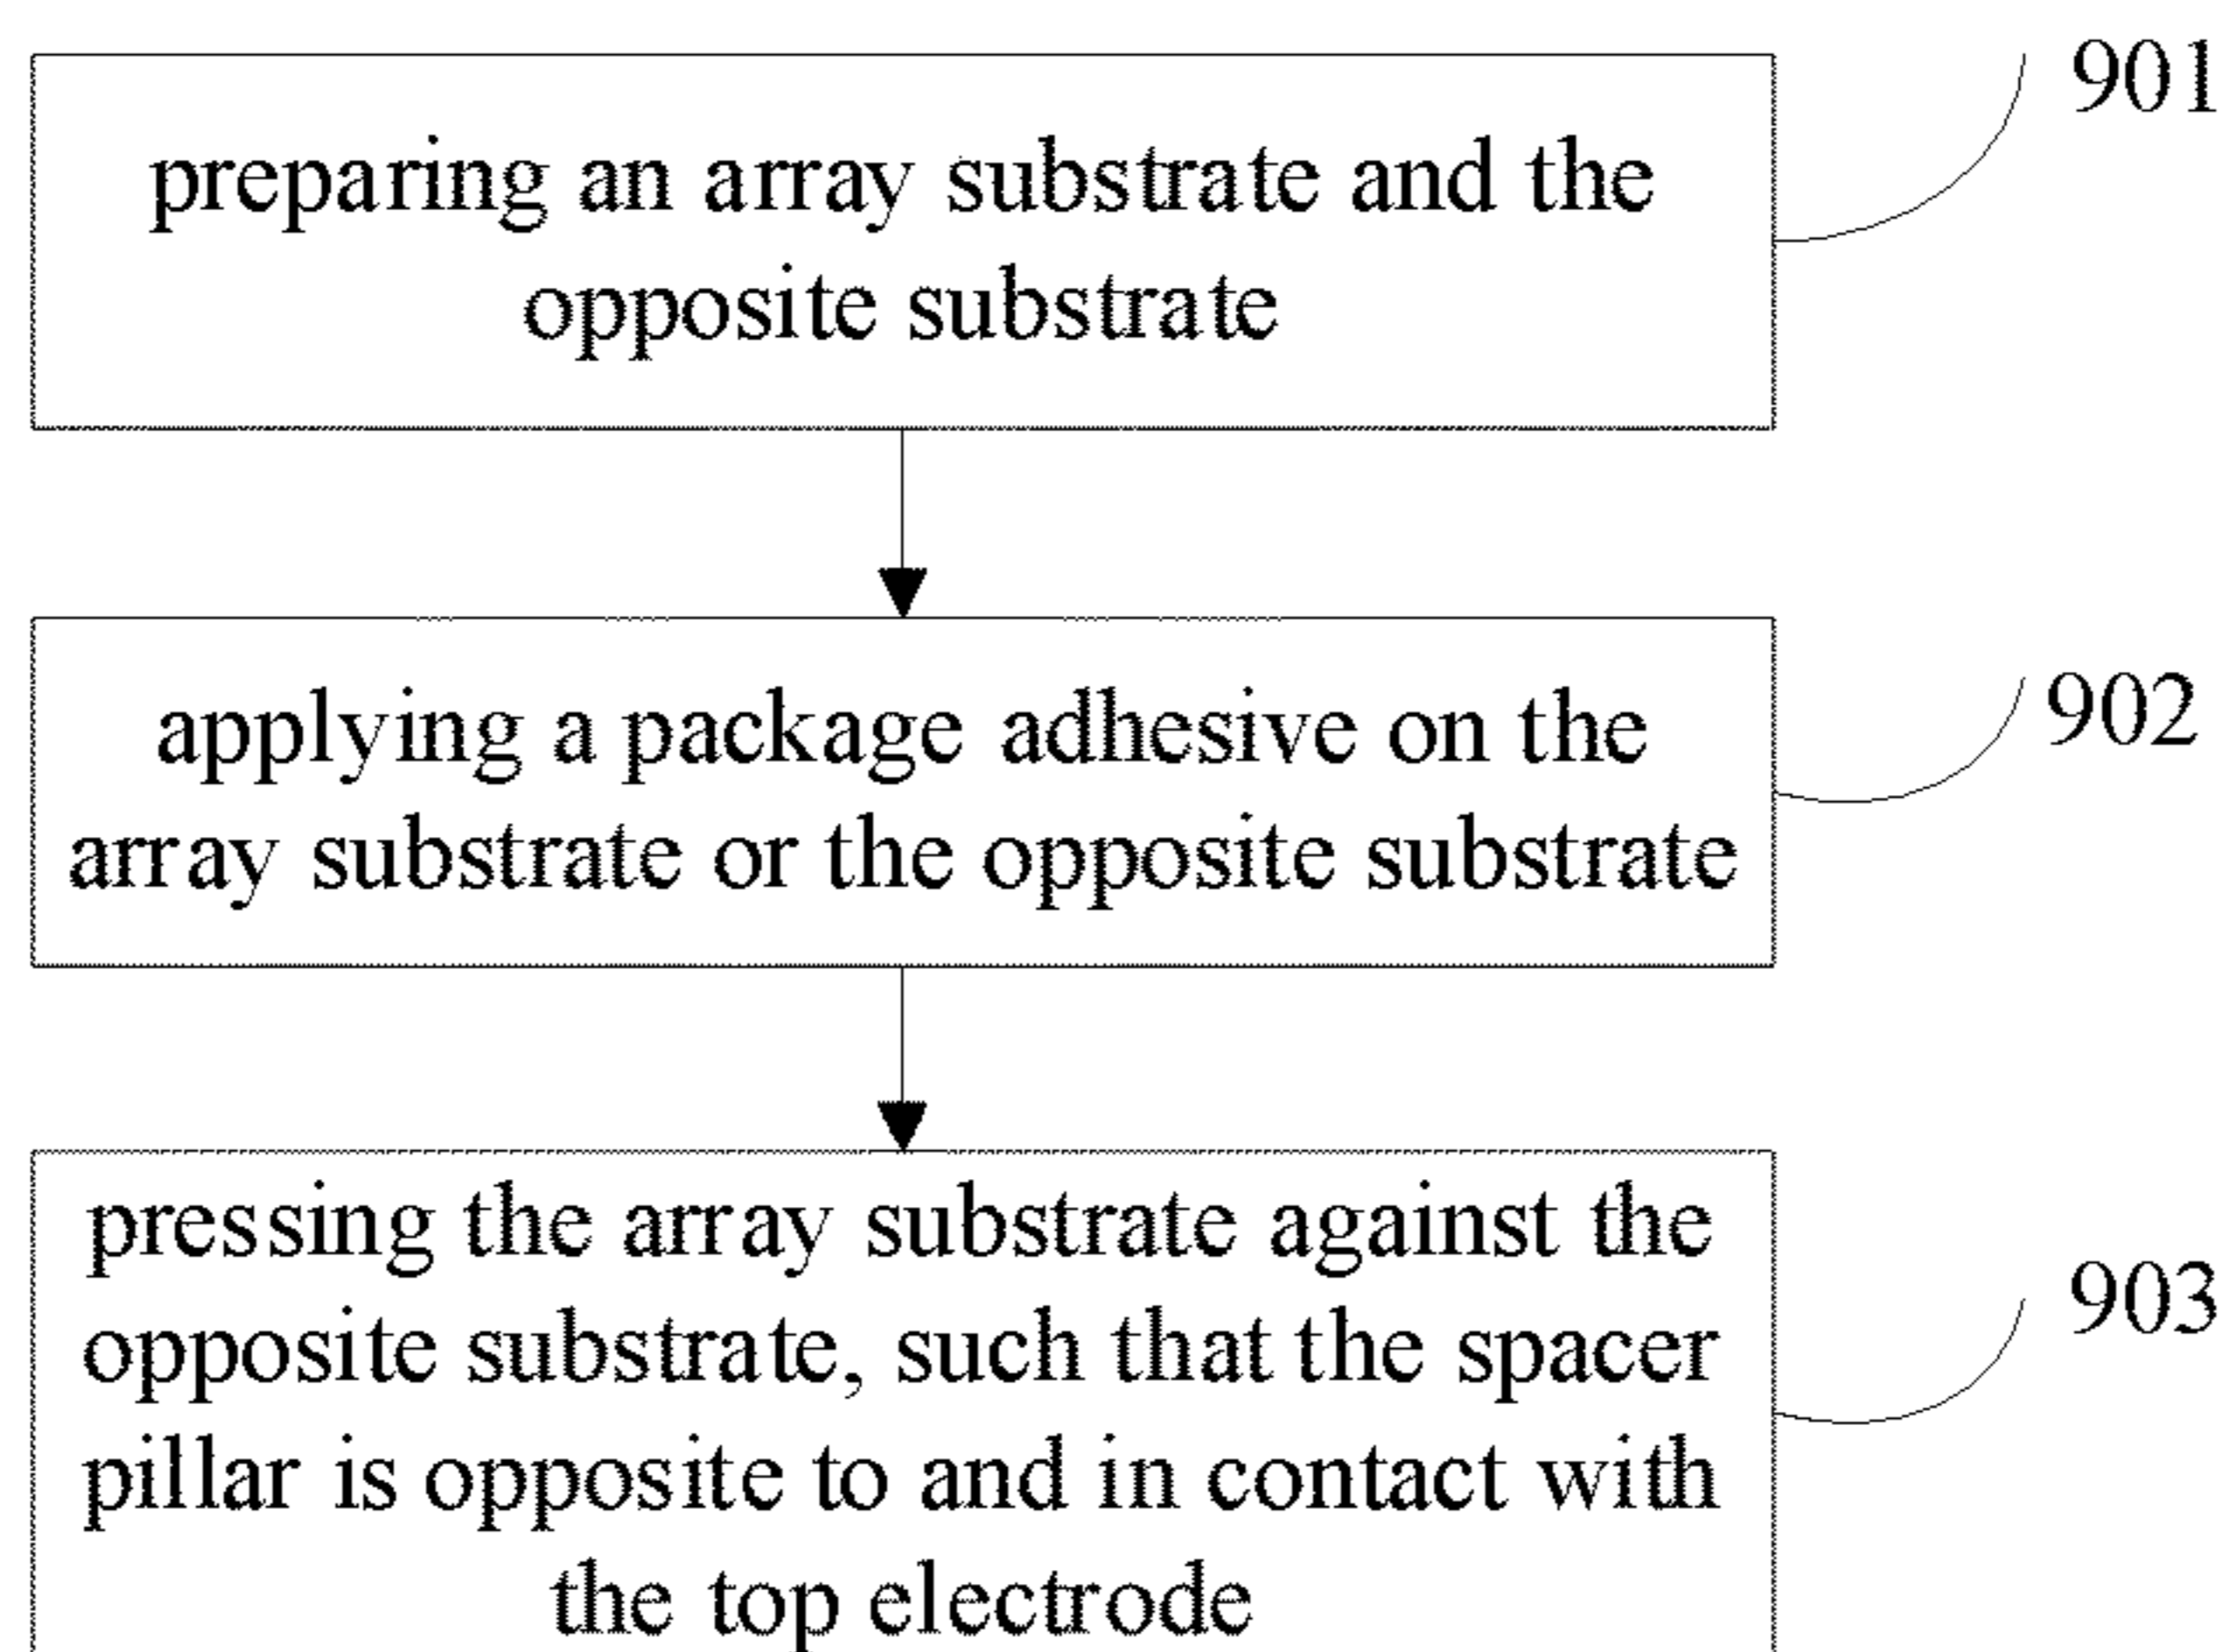 901
preparing an array substrate and the
opposite substrate
902
applying a package adhesive on the
array substrate or the opposite substrate
903
pressing the array substrate against the
opposite substrate, such that the spacer
pillar is opposite to and in contact with
the top electrode